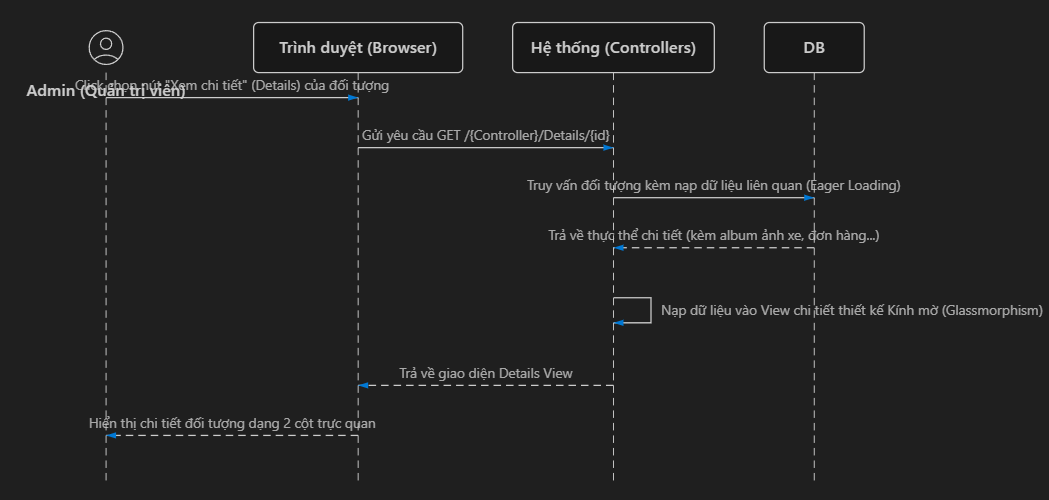 Trình duyệt (Browser)
Hệ thống (Controllers)
DB
Admin (Quản trị viên)
Click chọn nút "Xem chi tiết" (Details) của đối tượng
Gửi yêu cầu GET /{Controller}/Details/{id}
Truy vấn đối tượng kèm nạp dữ liệu liên quan (Eager Loading)
Trả về thực thể chi tiết (kèm album ảnh xe, đơn hàng...)
Nạp dữ liệu vào View chi tiết thiết kế Kính mờ (Glassmorphism)
Trả về giao diện Details View
Hiển thị chi tiết đối tượng dạng 2 cột trực quan